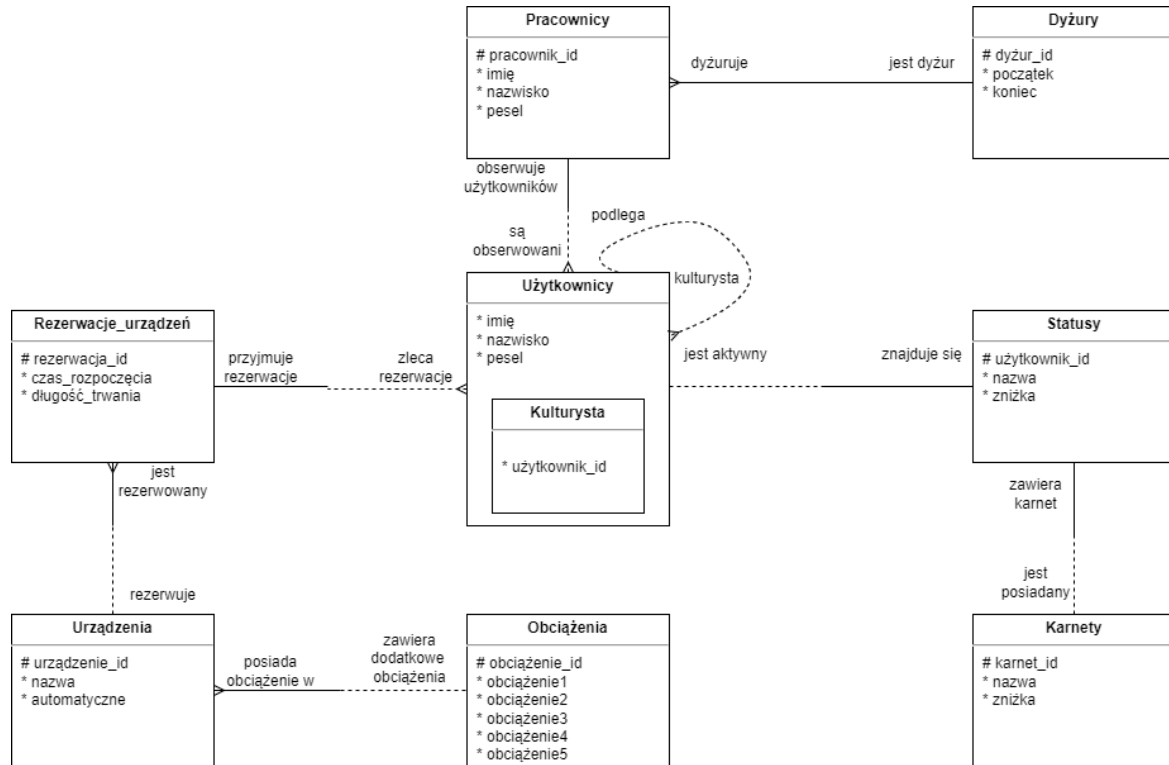 Pracownicy
# pracownik_id
* imię
* nazwisko
* pesel
dyżuruje
jest dyżur
Dyżury
# dyżur_id
* początek
* koniec
obserwuje
użytkowników
są
obserwowani
podlega
kulturysta
Użytkownicy
* imię
* nazwisko
* pesel
Kulturysta
* użytkownik_id
Rezerwacje_urządzeń
# rezerwacja_id
* czas_rozpoczęcia
* długość_trwania
przyjmuje
rezerwacje
zleca
rezerwacje
jest aktywny
znajduje się
Statusy
# użytkownik_id
* nazwa
* zniżka
jest
rezerwowany
rezerwuje
zawiera
karnet
jest
posiadany
Urządzenia
# urządzenie_id
* nazwa
* automatyczne
posiada
obciążenie w
zawiera
dodatkowe
obciążenia
Obciążenia
# obciążenie_id
* obciążenie1
* obciążenie2
* obciążenie3
* obciążenie4
* obciążenie5
Karnety
# karnet_id
* nazwa
* zniżka